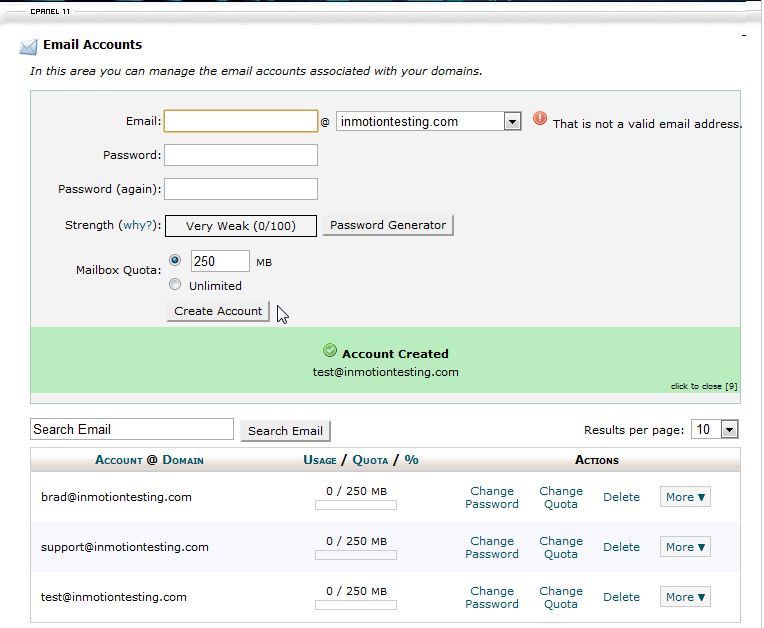 CPANEL 11
Email Accounts
In this area you can manage the email accounts associated with your domains.
Email: @ inmotiontesting.com That is not a valid email address.
Password:
Password (again):
Strength (why?): Very Weak (0/100) Password Generator
Mailbox Quota: 250 MB
Unlimited
Create Account
Account Created
test@inmotiontesting.com
click to close [9]
Search Email Search Email Results per page: 10
Account @ Domain Usage / Quota / % Actions
brad@inmotiontesting.com 0 / 250 MB Change Password Change Quota Delete More ▼
support@inmotiontesting.com 0 / 250 MB Change Password Change Quota Delete More ▼
test@inmotiontesting.com 0 / 250 MB Change Password Change Quota Delete More ▼